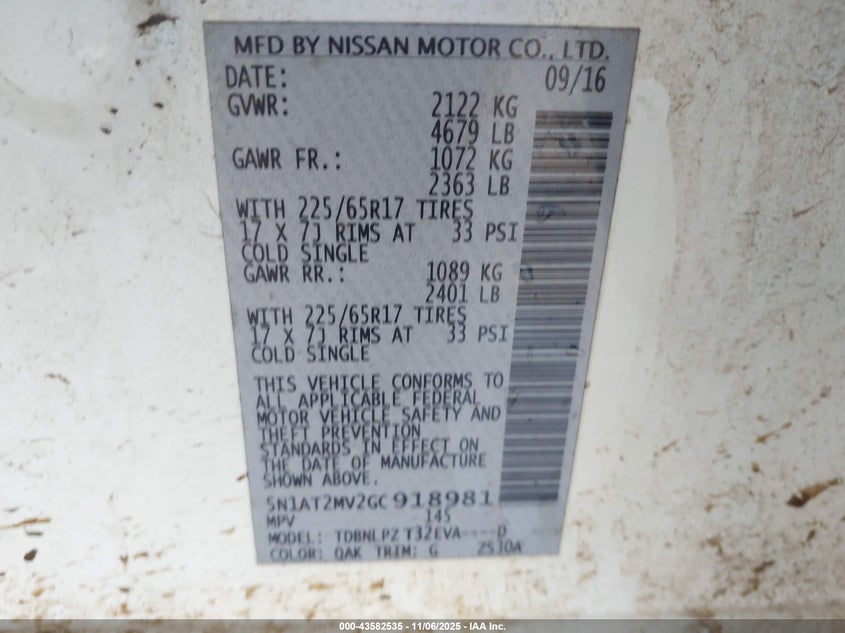 MFD BY NISSAN MOTOR CO., LTD.
DATE: 09/16
GVWR: 2122 KG
4679 LB
GAWR FR.: 1072 KG
2363 LB
WITH 225/65R17 TIRES
17 X 7J RIMS AT 33 PSI
COLD SINGLE
GAWR RR.: 1089 KG
2401 LB
WITH 225/65R17 TIRES
17 X 7J RIMS AT 33 PSI
COLD SINGLE
THIS VEHICLE CONFORMS TO
ALL APPLICABLE FEDERAL
MOTOR VEHICLE SAFETY AND
THEFT PREVENTION
STANDARDS IN EFFECT ON
THE DATE OF MANUFACTURE
SHOWN ABOVE.
5N1AT2MV2GC918981
MPV 145
MODEL: TDBNLPZ T32EVA----D
COLOR: QAK TRIM: G ZS30A
000-43582535 - 11/06/2025 - IAA Inc.